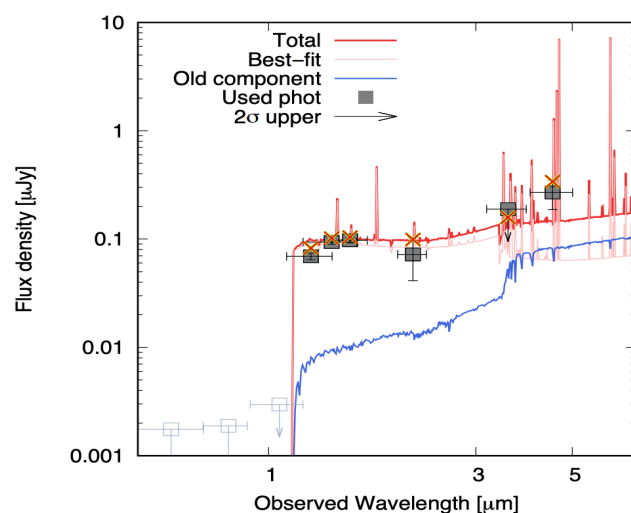 10
1
0.1
0.01
0.001
Flux density [μJy]
Total
Best−fit
Old component
Used phot
2σ upper
1 3 5
Observed Wavelength [μm]